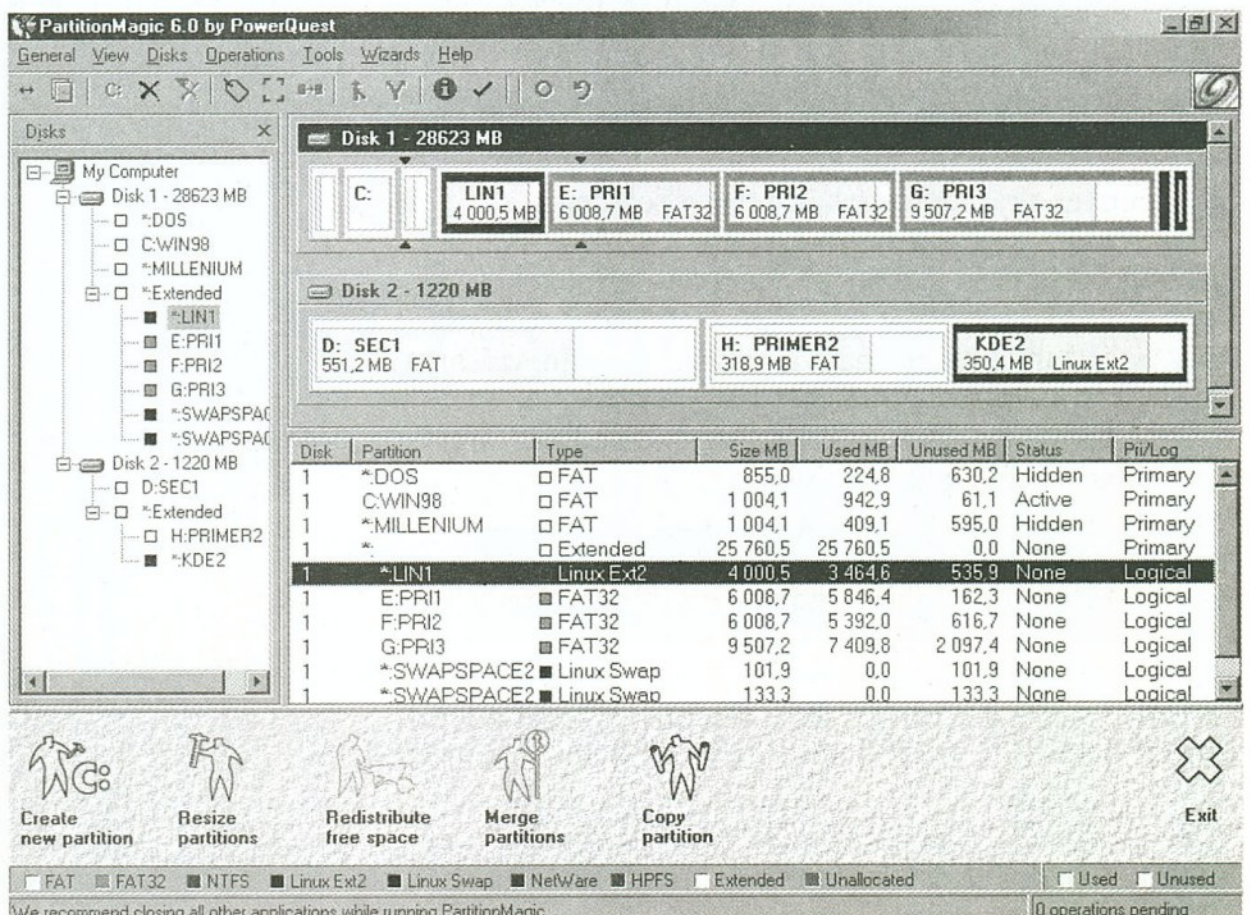 PartitionMagic 6.0 by PowerQuest
General View Disks Operations Tools Wizards Help
C:
Disks
My Computer
Disk 1 - 28623 MB
*:DOS
C:WIN98
*:MILLENIUM
*:Extended
*:LIN1
E:PRI1
F:PRI2
G:PRI3
*:SWAPSPAC
*:SWAPSPAC
Disk 2 - 1220 MB
D:SEC1
*:Extended
H:PRIMER2
*:KDE2
Disk 1 - 28623 MB
C: LIN1 E: PRI1 F: PRI2 G: PRI3
4 000,5 MB 6 008,7 MB FAT32 6 008,7 MB FAT32 9 507,2 MB FAT32
Disk 2 - 1220 MB
D: SEC1 H: PRIMER2 KDE2
551,2 MB FAT 318,9 MB FAT 350,4 MB Linux Ext2
Disk Partition Type Size MB Used MB Unused MB Status Pri/Log
1 *:DOS FAT 855,0 224,8 630,2 Hidden Primary
1 C:WIN98 FAT 1 004,1 942,9 61,1 Active Primary
1 *:MILLENIUM FAT 1 004,1 409,1 595,0 Hidden Primary
1 *: Extended 25 760,5 25 760,5 0,0 None Primary
1 *:LIN1 Linux Ext2 4 000,5 3 464,6 535,9 None Logical
1 E:PRI1 FAT32 6 008,7 5 846,4 162,3 None Logical
1 F:PRI2 FAT32 6 008,7 5 392,0 616,7 None Logical
1 G:PRI3 FAT32 9 507,2 7 409,8 2 097,4 None Logical
1 *:SWAPSPACE2 Linux Swap 101,9 0,0 101,9 None Logical
1 *:SWAPSPACE2 Linux Swap 133,3 0,0 133,3 None Logical
C:
Create Resize Redistribute Merge Copy Exit
new partition partitions free space partitions partition
FAT FAT32 NTFS Linux Ext2 Linux Swap NetWare HPFS Extended Unallocated Used Unused
We recommend closing all other applications while running PartitionMagic. 0 operations pending